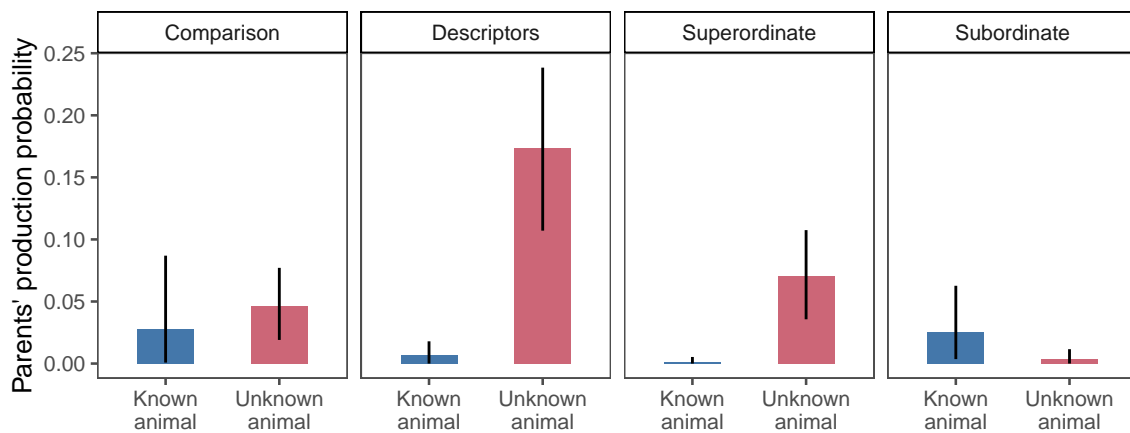 Comparison
Descriptors
Superordinate
Subordinate
Parents' production probability
0.25
0.20
0.15
0.10
0.05
0.00
Known
animal
Unknown
animal
Known
animal
Unknown
animal
Known
animal
Unknown
animal
Known
animal
Unknown
animal